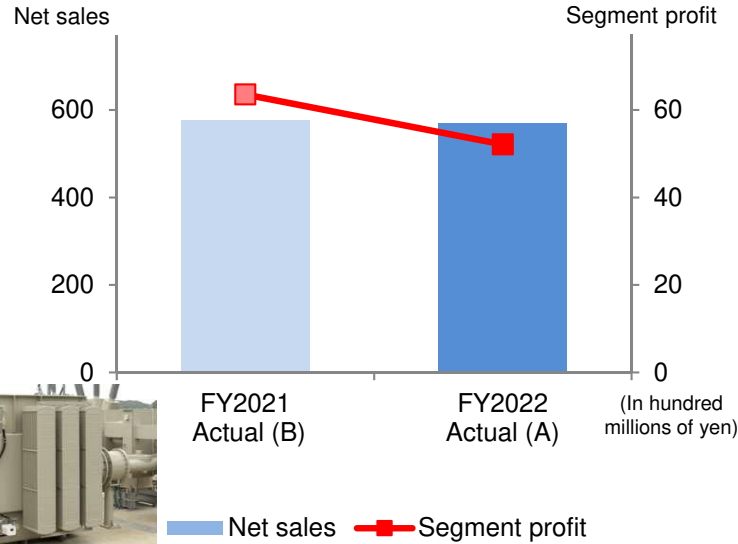 Net sales
Segment profit
600
60
400
40
200
20
0
0
FY2021
Actual (B)
FY2022
Actual (A)
(In hundred
millions of yen)
Net sales
Segment profit